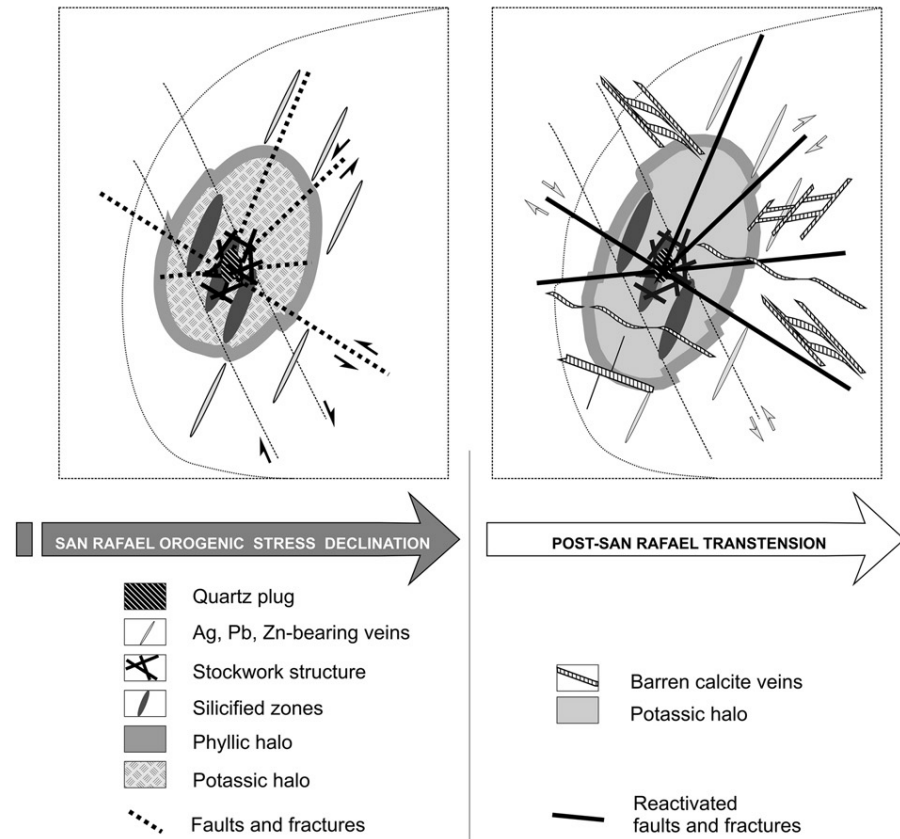 SAN RAFAEL OROGENIC STRESS DECLINATION
POST-SAN RAFAEL TRANSTENSION
Quartz plug
Ag, Pb, Zn-bearing veins
Stockwork structure
Silicified zones
Phyllic halo
Potassic halo
Faults and fractures
Barren calcite veins
Potassic halo
Reactivated
faults and fractures